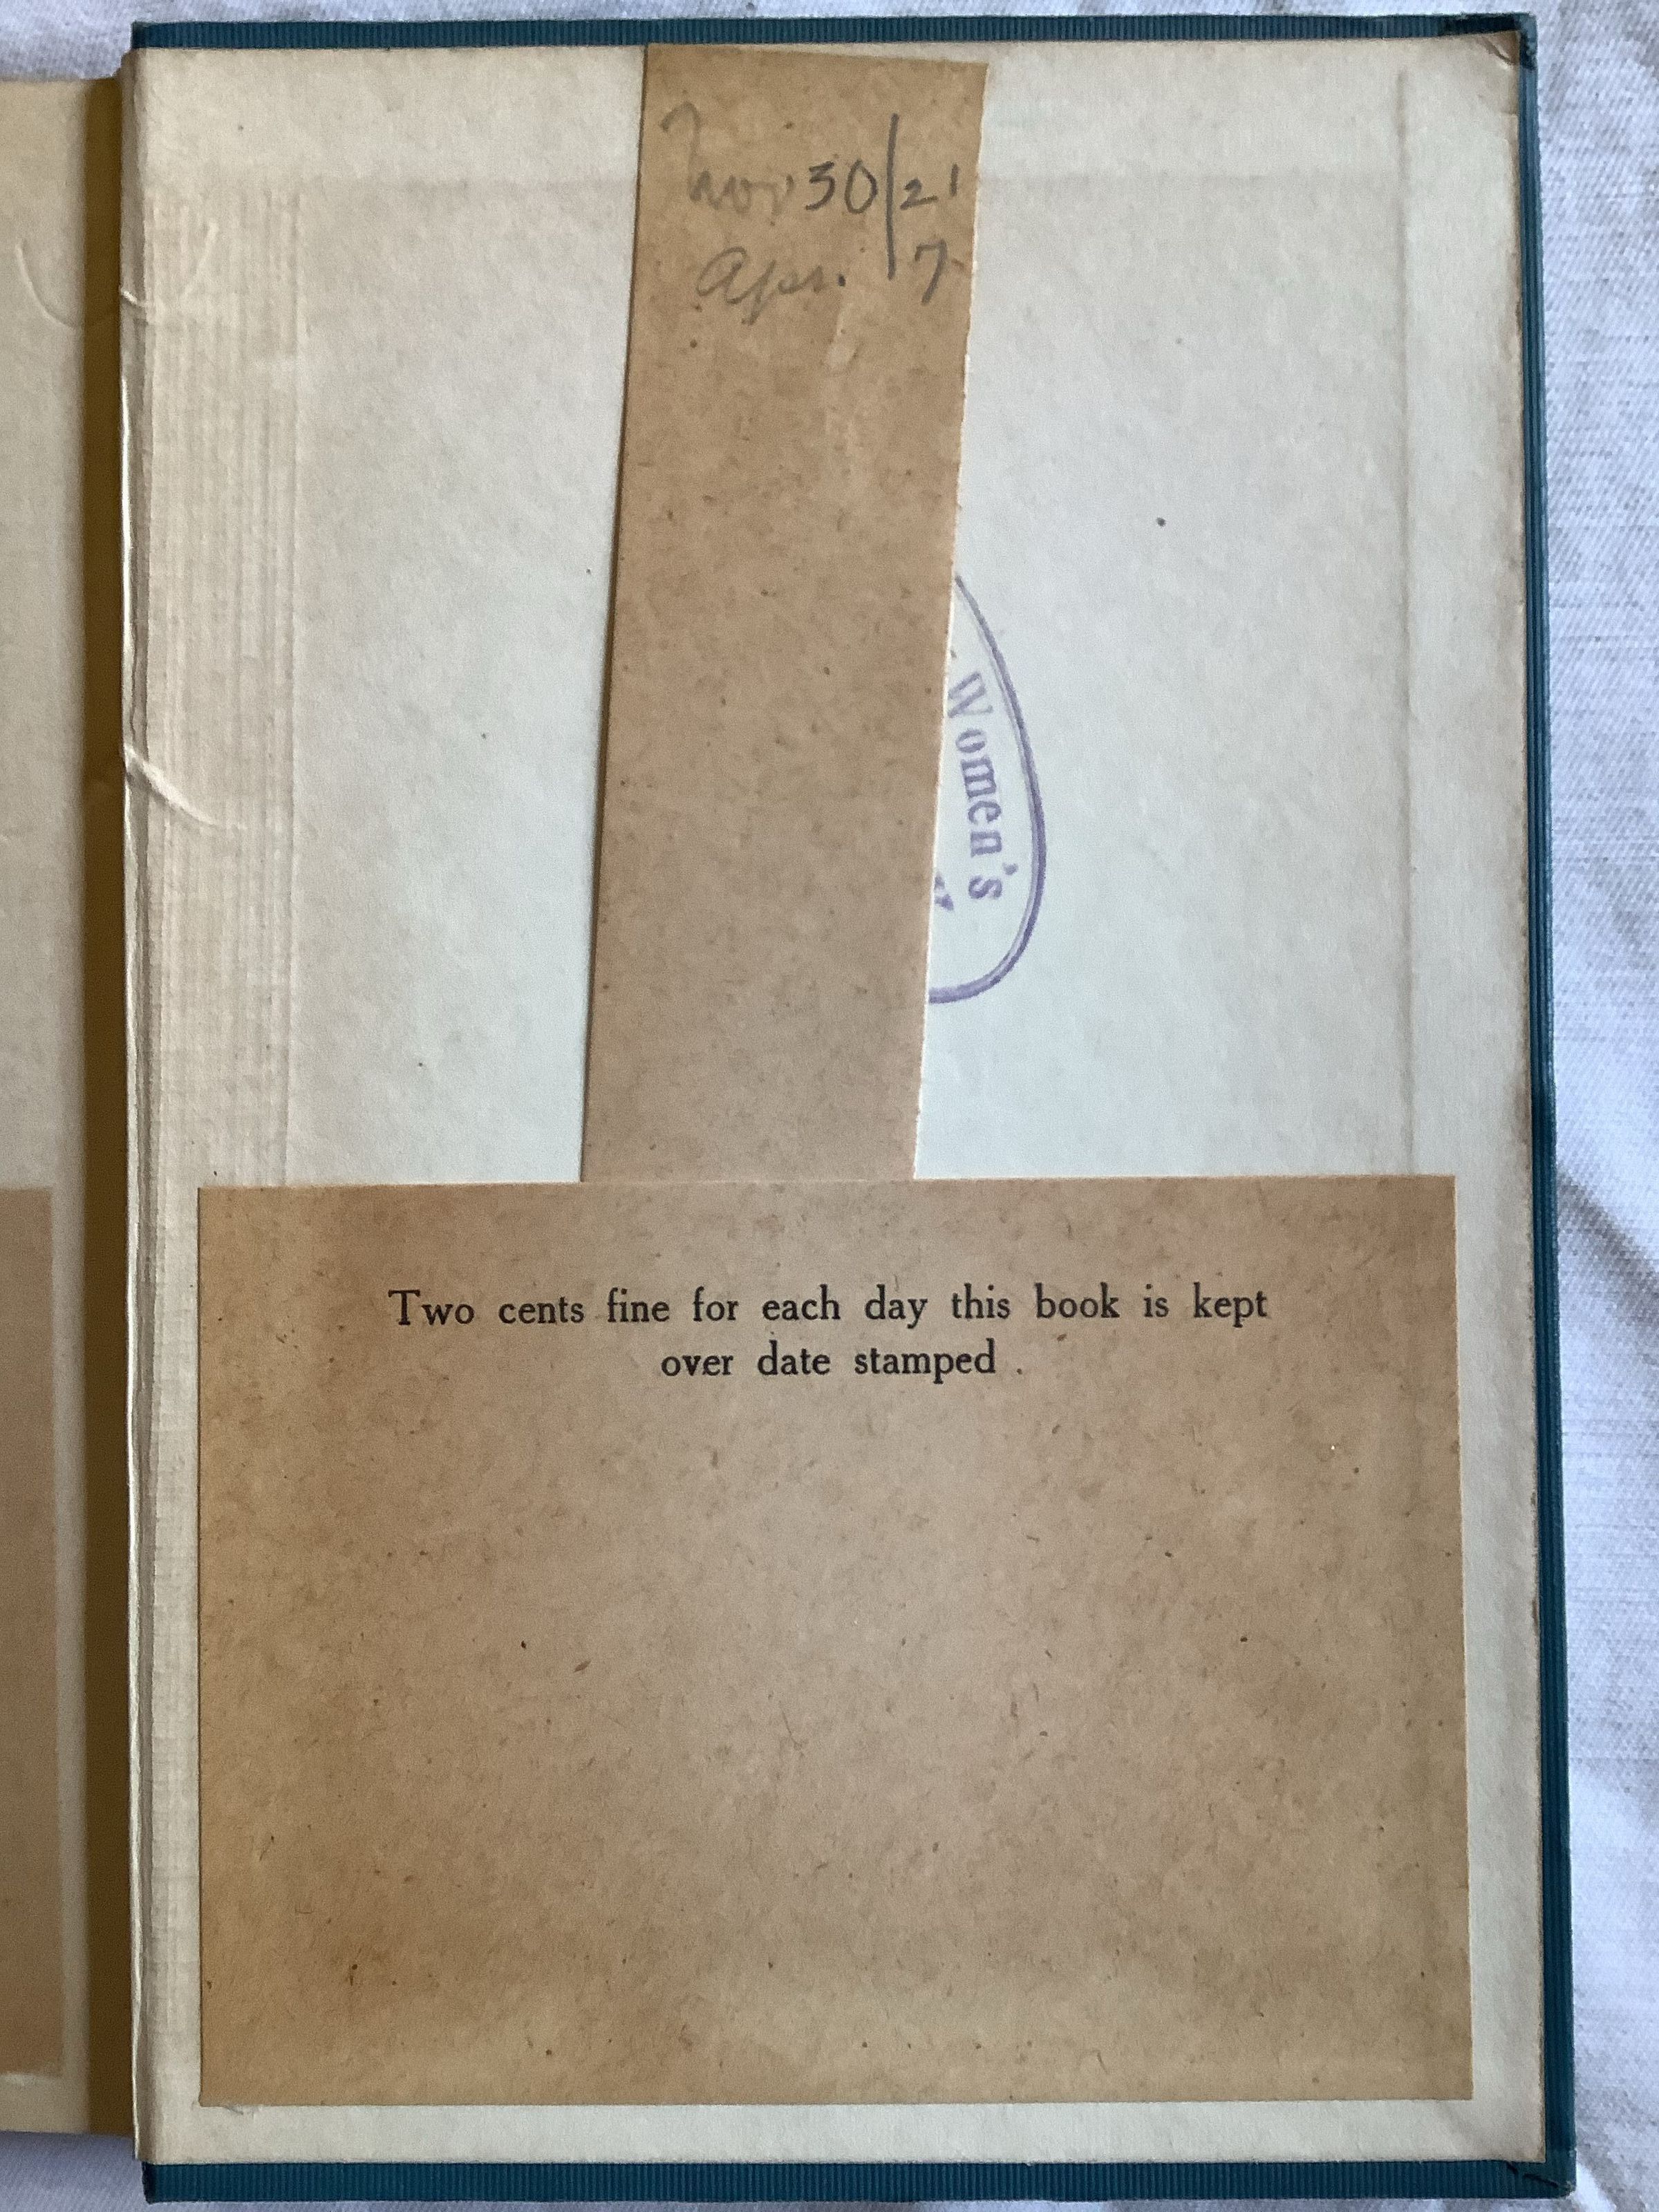 Nov 30/21
Apr. 7
Women's
Two cents fine for each day this book is kept
over date stamped .